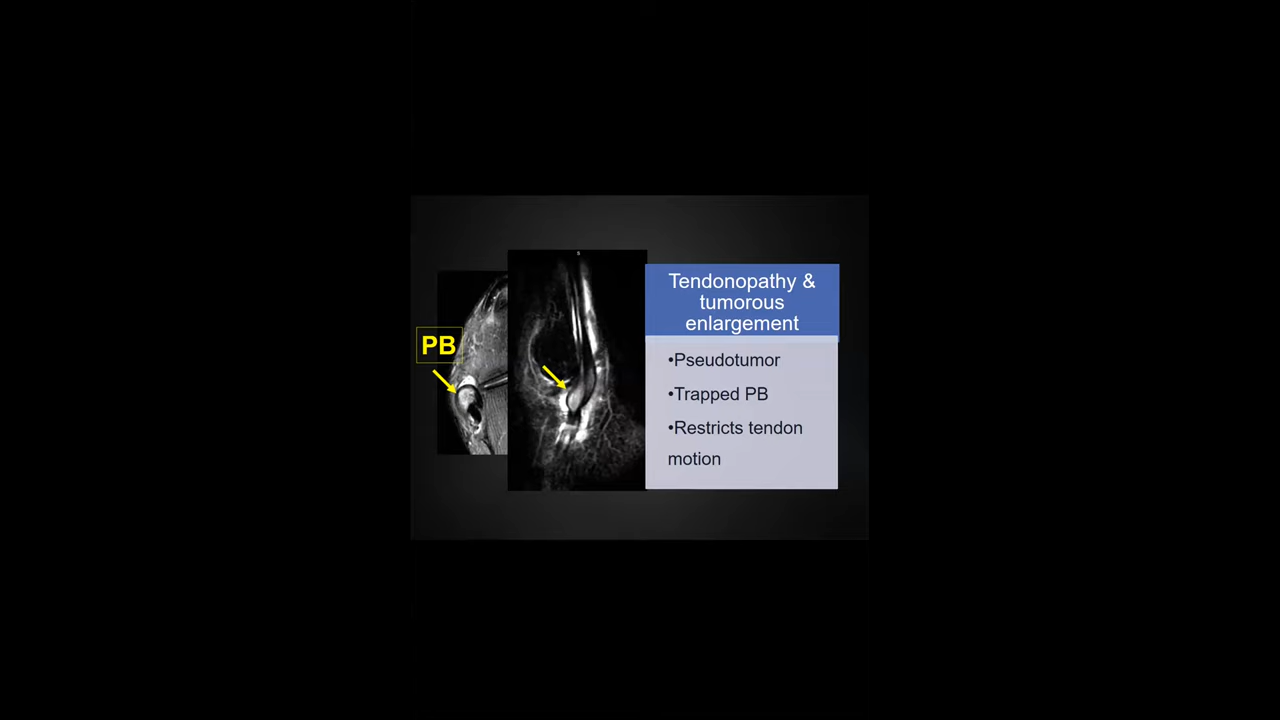 PB
Tendonopathy &
tumorous
enlargement
•Pseudotumor
•Trapped PB
•Restricts tendon
motion